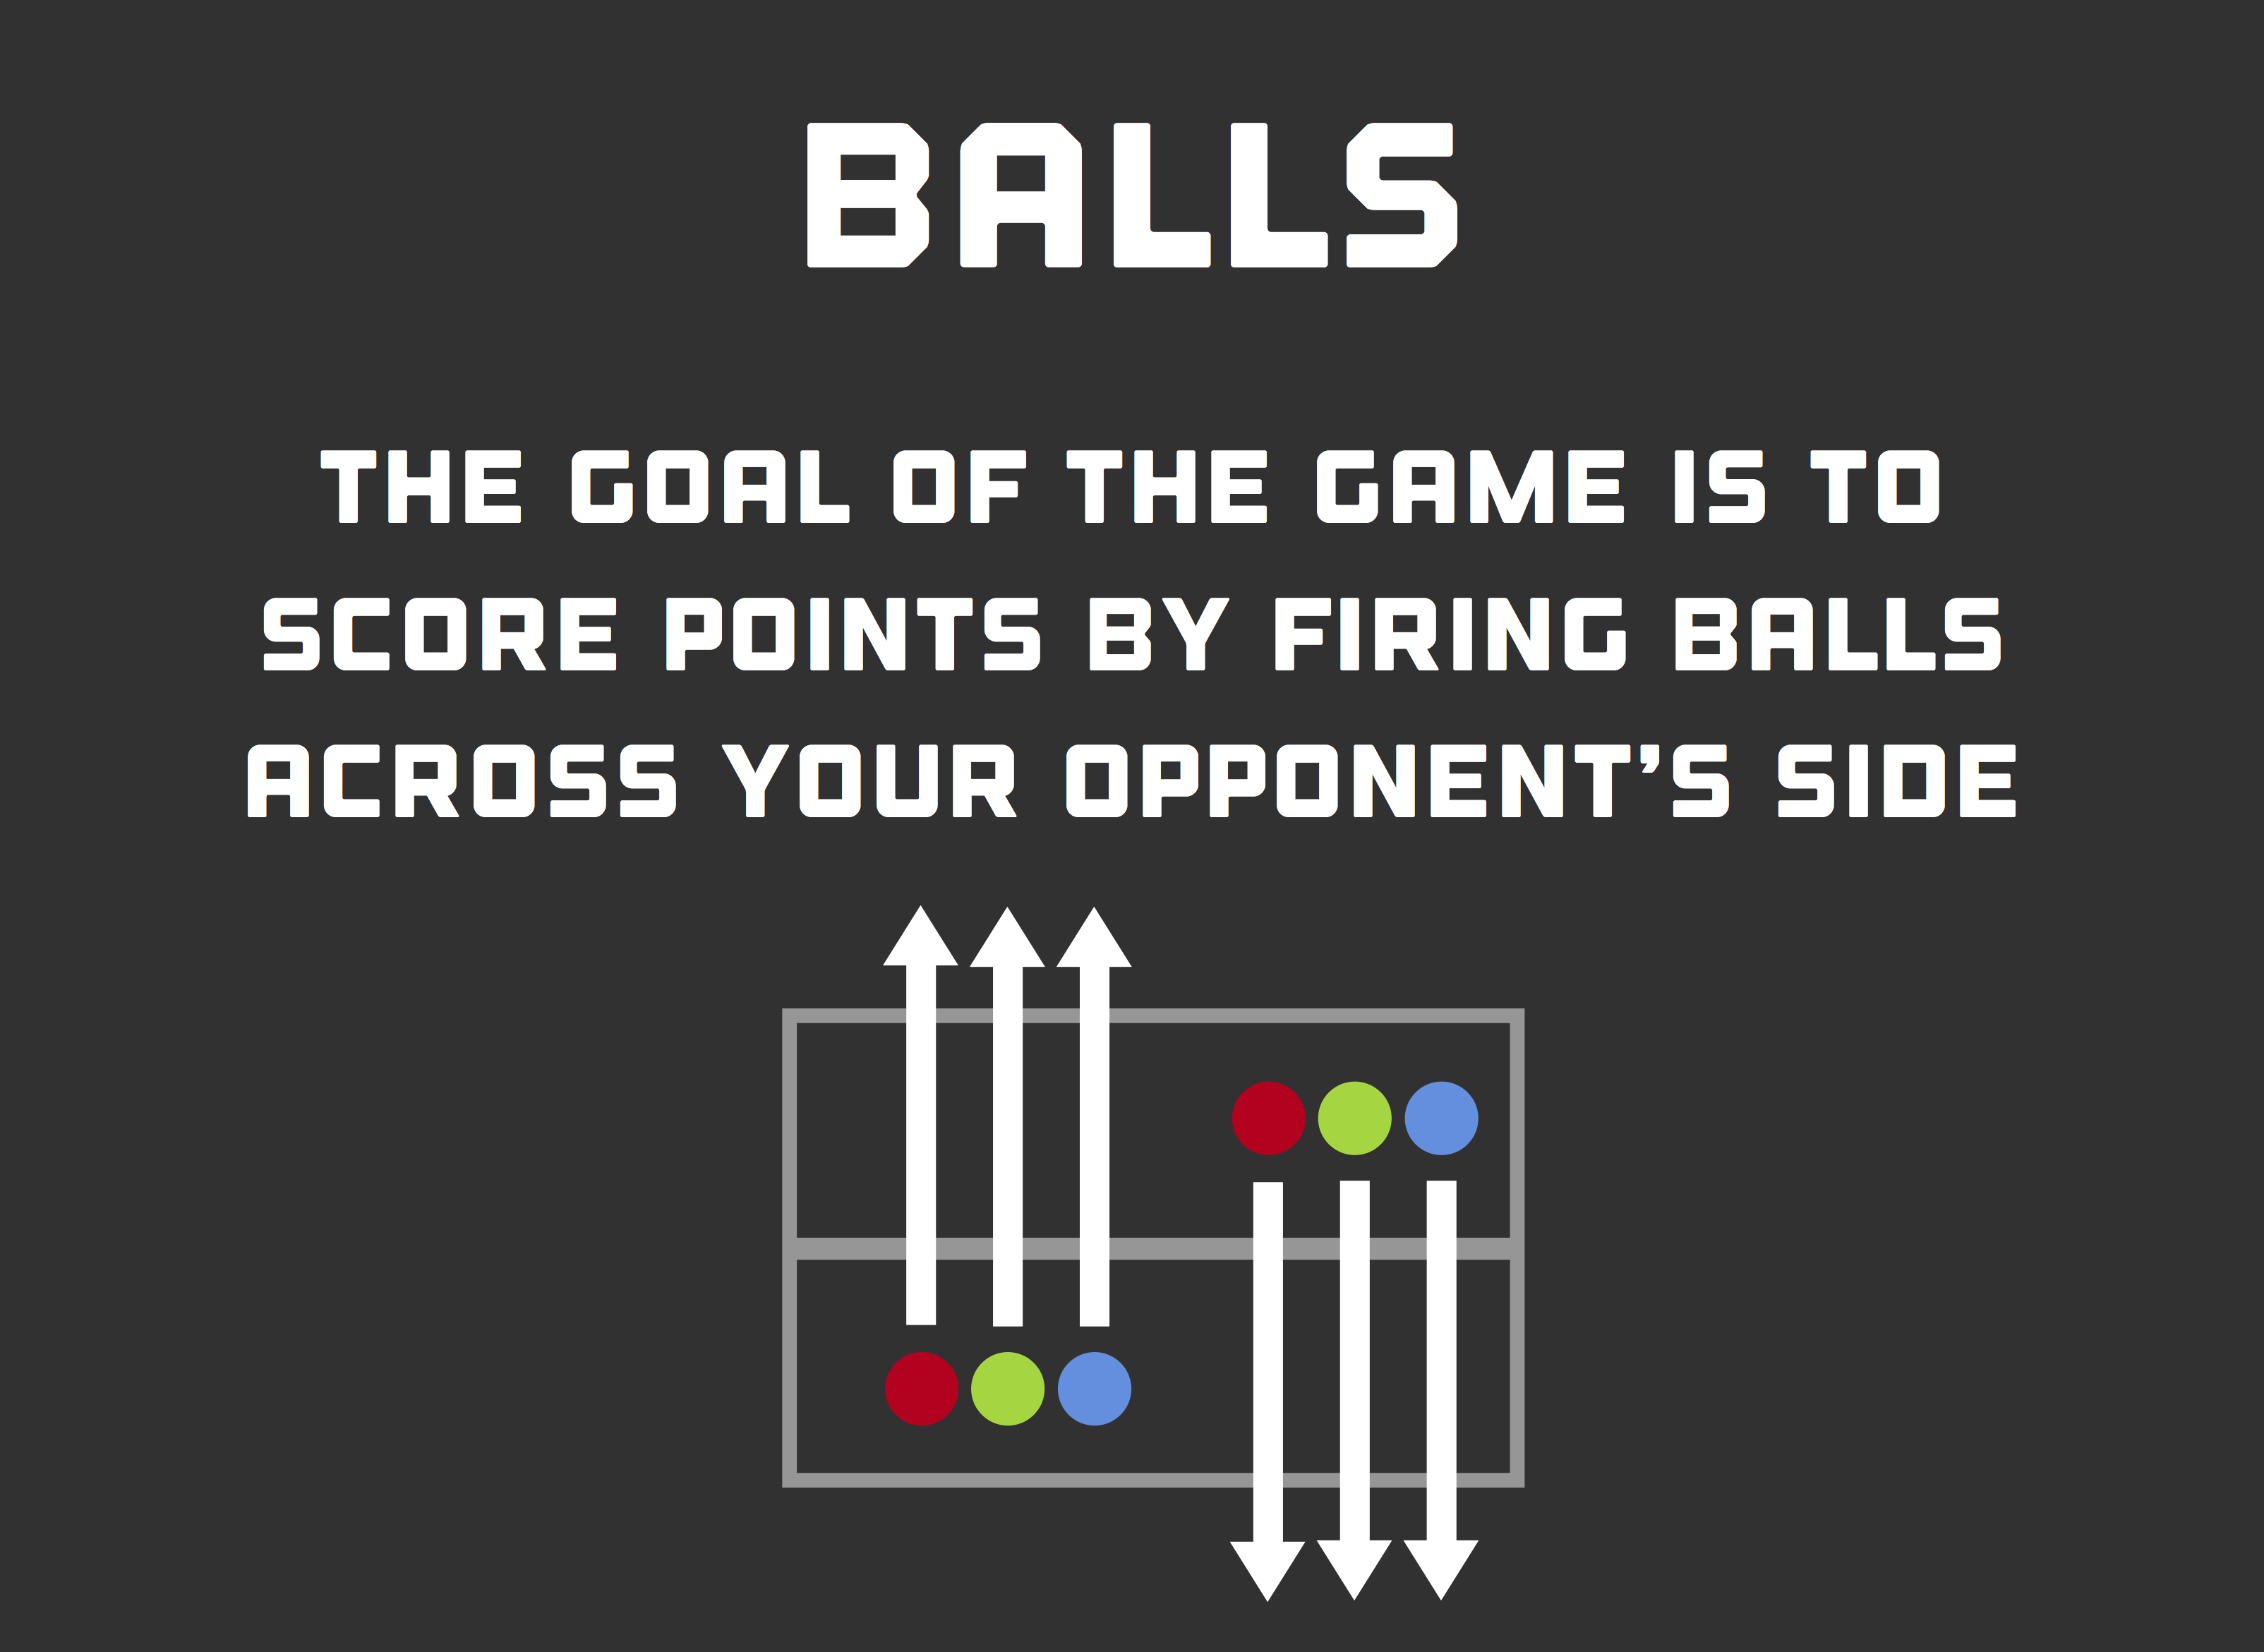 BALLS
THE GOAL OF THE GAME IS TO
SCORE POINTS BY FIRING BALLS
ACROSS YOUR OPPONENT'S SIDE